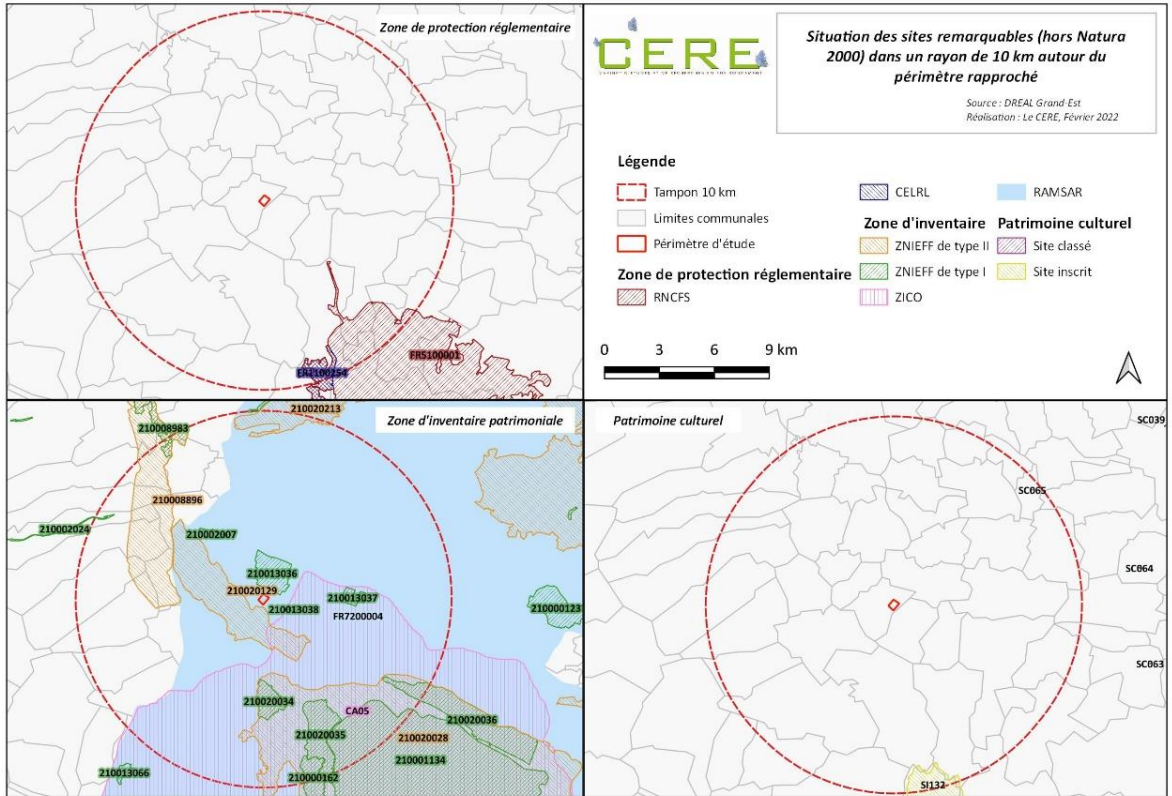 Zone de protection réglementaire
FR5100001
CERE
Situation des sites remarquables (hors Natura
2000) dans un rayon de 10 km autour du
périmètre rapproché
Source : DREAL Grand-Est
Réalisation : Le CERE, Février 2022
Légende
Tampon 10 km
Limites communales
Périmètre d'étude
Zone de protection réglementaire
RNCFS
CELRL
Zone d'inventaire
ZNIEFF de type II
ZNIEFF de type I
ZICO
RAMSAR
Patrimoine culturel
Site classé
Site inscrit
0 3 6 9 km
Zone d'inventaire patrimoniale
210020213
210008983
210008896
210002024
210002007
210013036
210020129
210013038
210013037
FR7200004
210020034
CA05
210020036
210020035
210020028
210001134
210013066
210000162
Patrimoine culturel
SC039
SC065
SC064
SC063
SI132